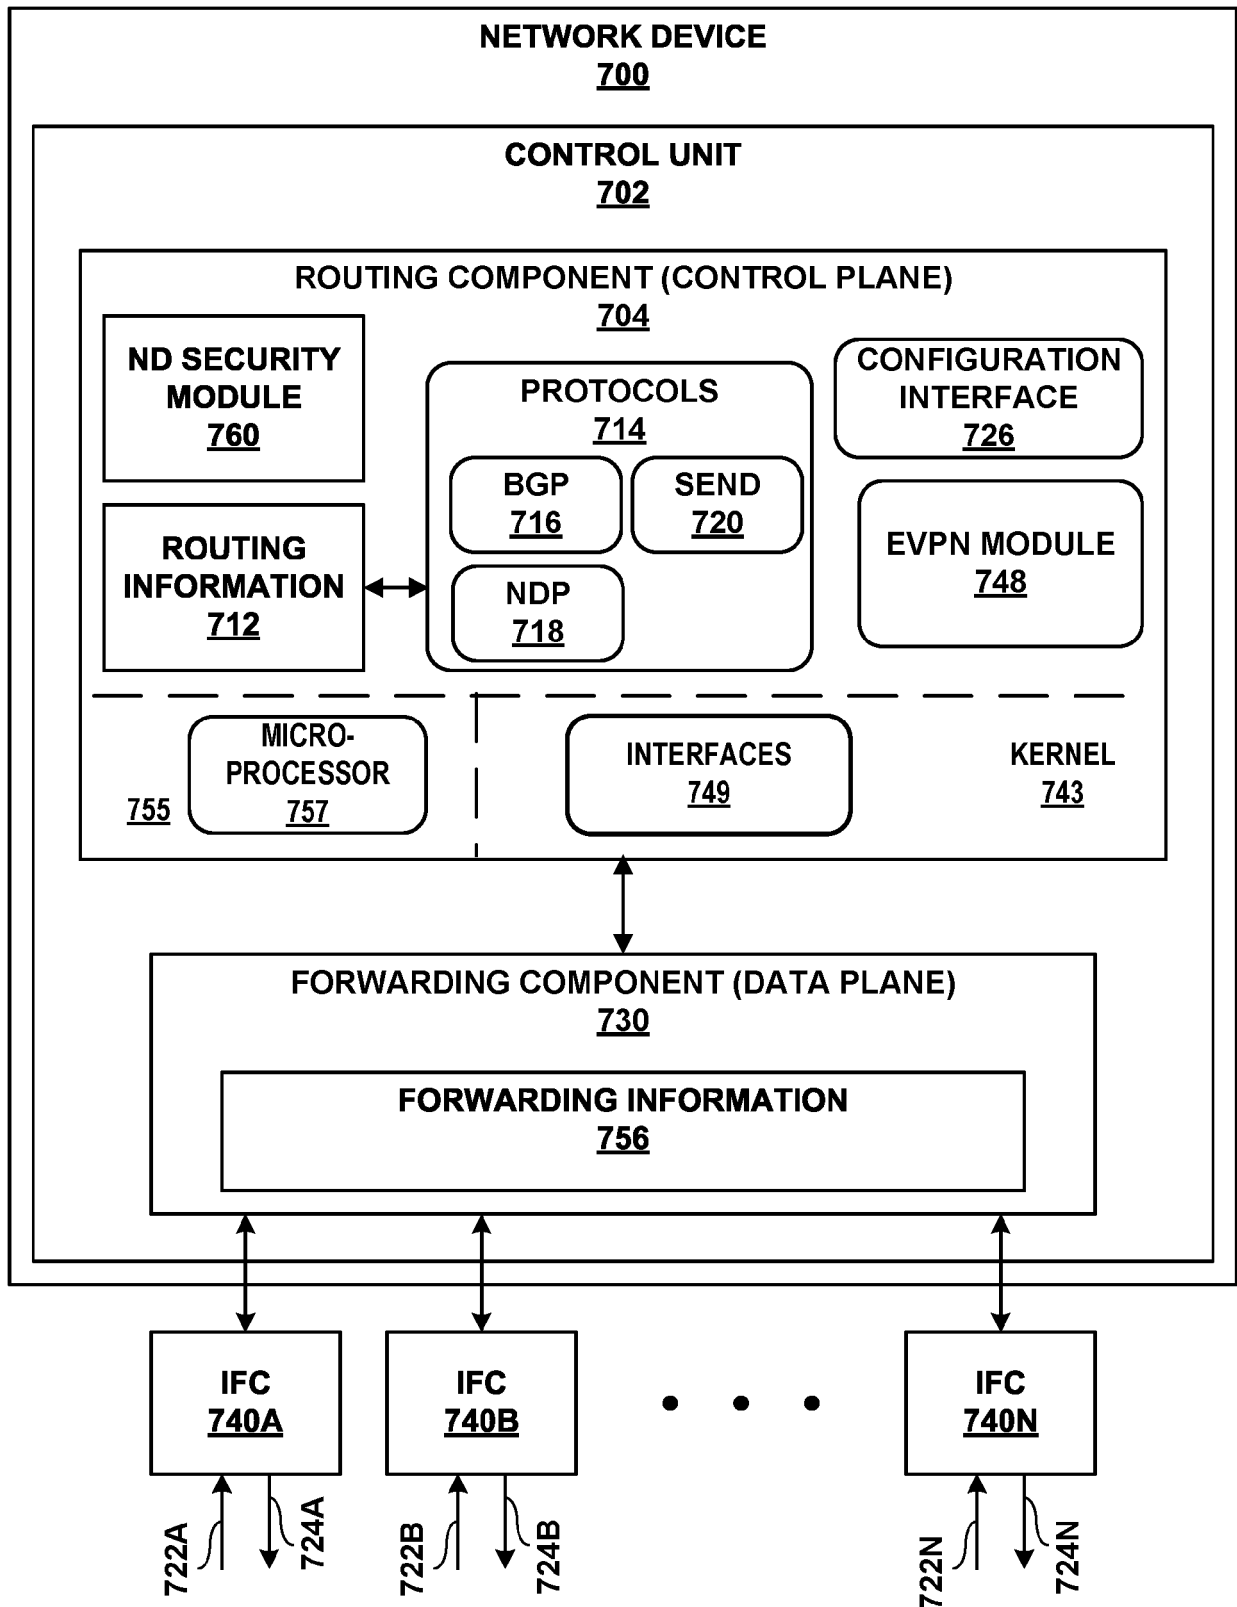 NETWORK DEVICE
700
CONTROL UNIT
702
ROUTING COMPONENT (CONTROL PLANE)
704
ND SECURITY
MODULE
760
PROTOCOLS
714
BGP
716
SEND
720
NDP
718
CONFIGURATION
INTERFACE
726
EVPN MODULE
748
ROUTING
INFORMATION
712
MICRO-
PROCESSOR
757
755
INTERFACES
749
KERNEL
743
FORWARDING COMPONENT (DATA PLANE)
730
FORWARDING INFORMATION
756
IFC
740A
IFC
740B
IFC
740N
722A
724A
722B
724B
722N
724N